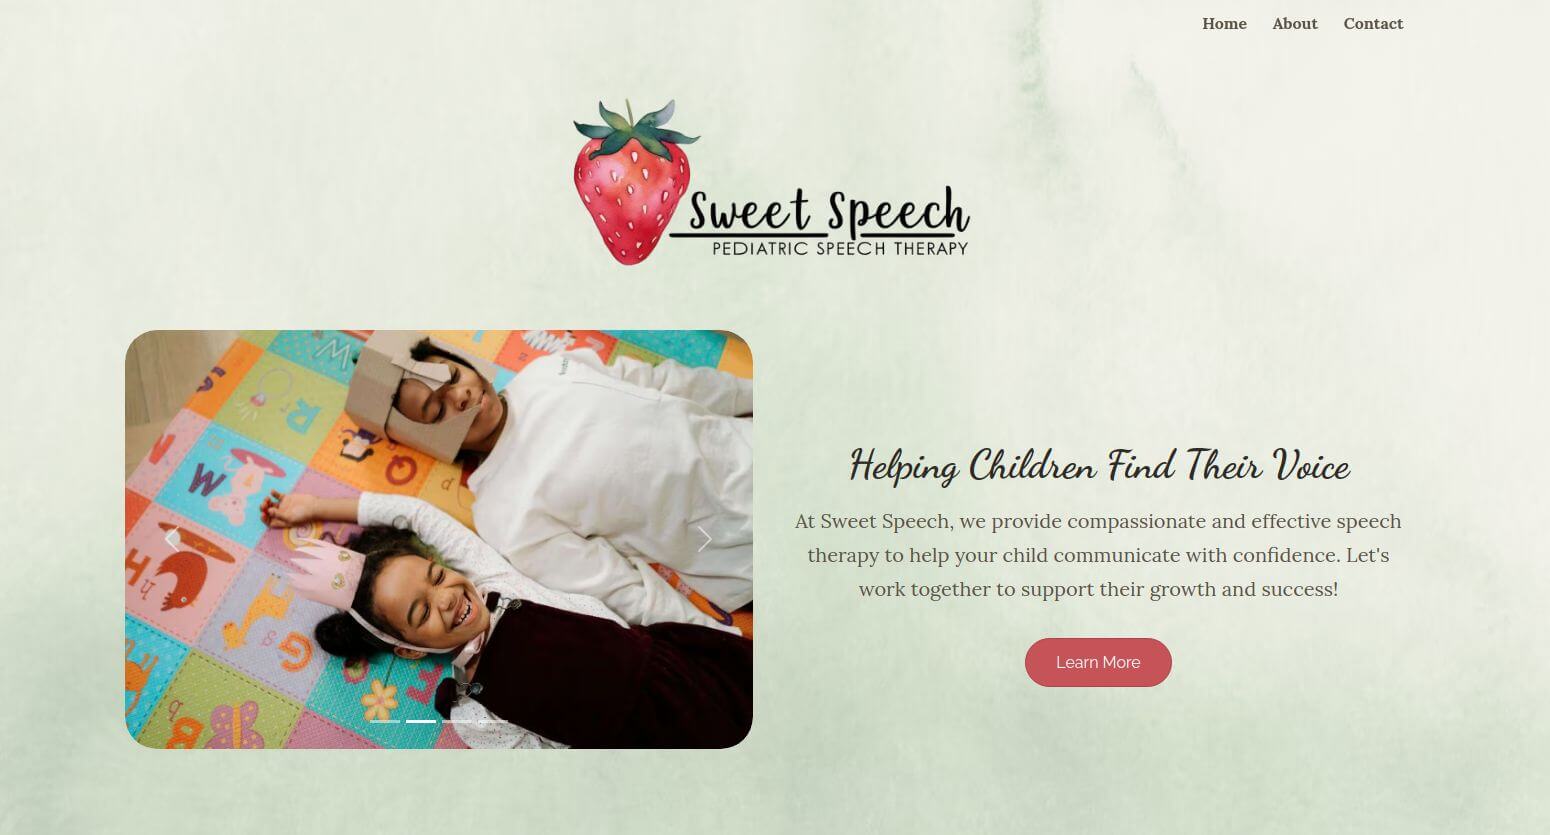 Home About Contact
Sweet Speech
PEDIATRIC SPEECH THERAPY
W
R
Q
W
H n
G g
q
B
Helping Children Find Their Voice
At Sweet Speech, we provide compassionate and effective speech
therapy to help your child communicate with confidence. Let's
work together to support their growth and success!
Learn More